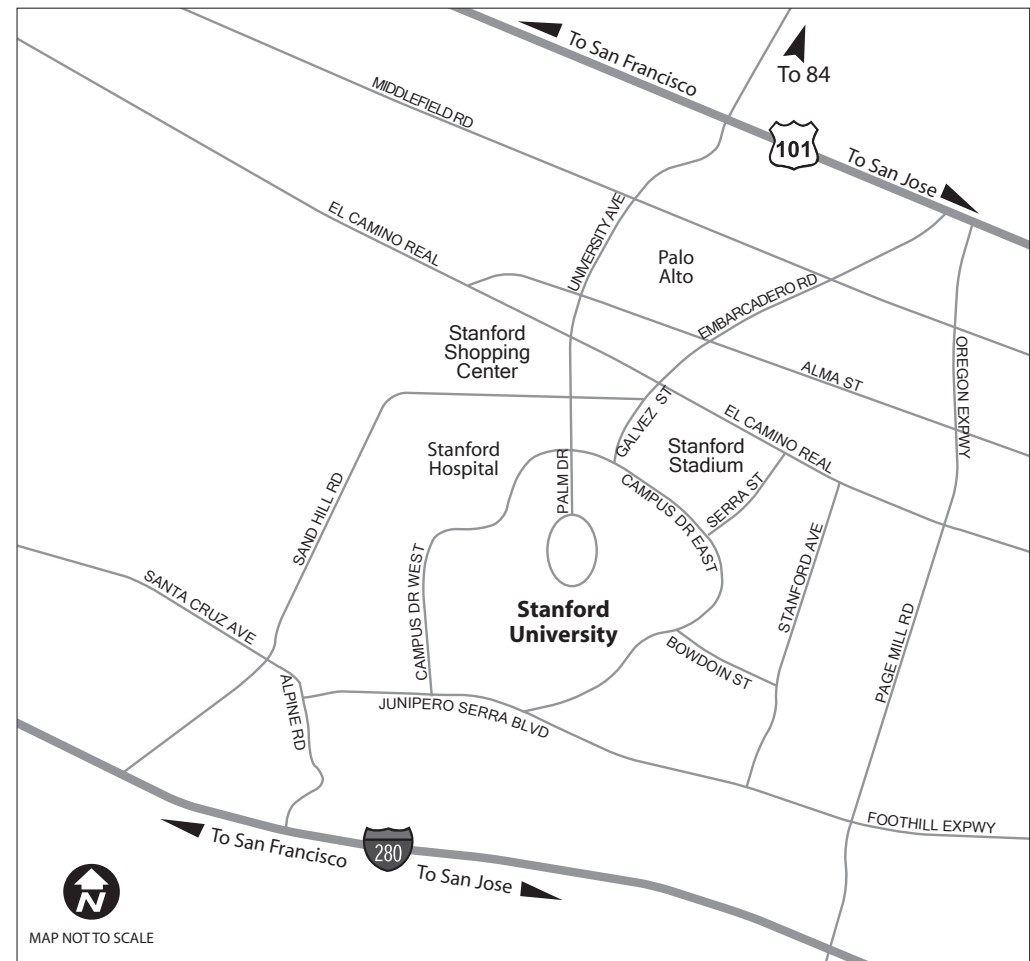 To San Francisco
To 84
MIDDLEFIELD RD
101
To San Jose
EL CAMINO REAL
UNIVERSITY AVE
Palo
Alto
EMBARCADERO RD
Stanford
Shopping
Center
OREGON EXPWY
ALMA ST
GALVEZ ST
EL CAMINO REAL
Stanford
Hospital
Stanford
Stadium
PALM DR
SAND HILL RD
CAMPUS DR EAST
SERRA ST
CAMPUS DR WEST
STANFORD AVE
SANTA CRUZ AVE
Stanford
University
BOWDOIN ST
PAGE MILL RD
ALPINE RD
JUNIPERO SERRA BLVD
FOOTHILL EXPWY
To San Francisco
280
To San Jose
N
MAP NOT TO SCALE